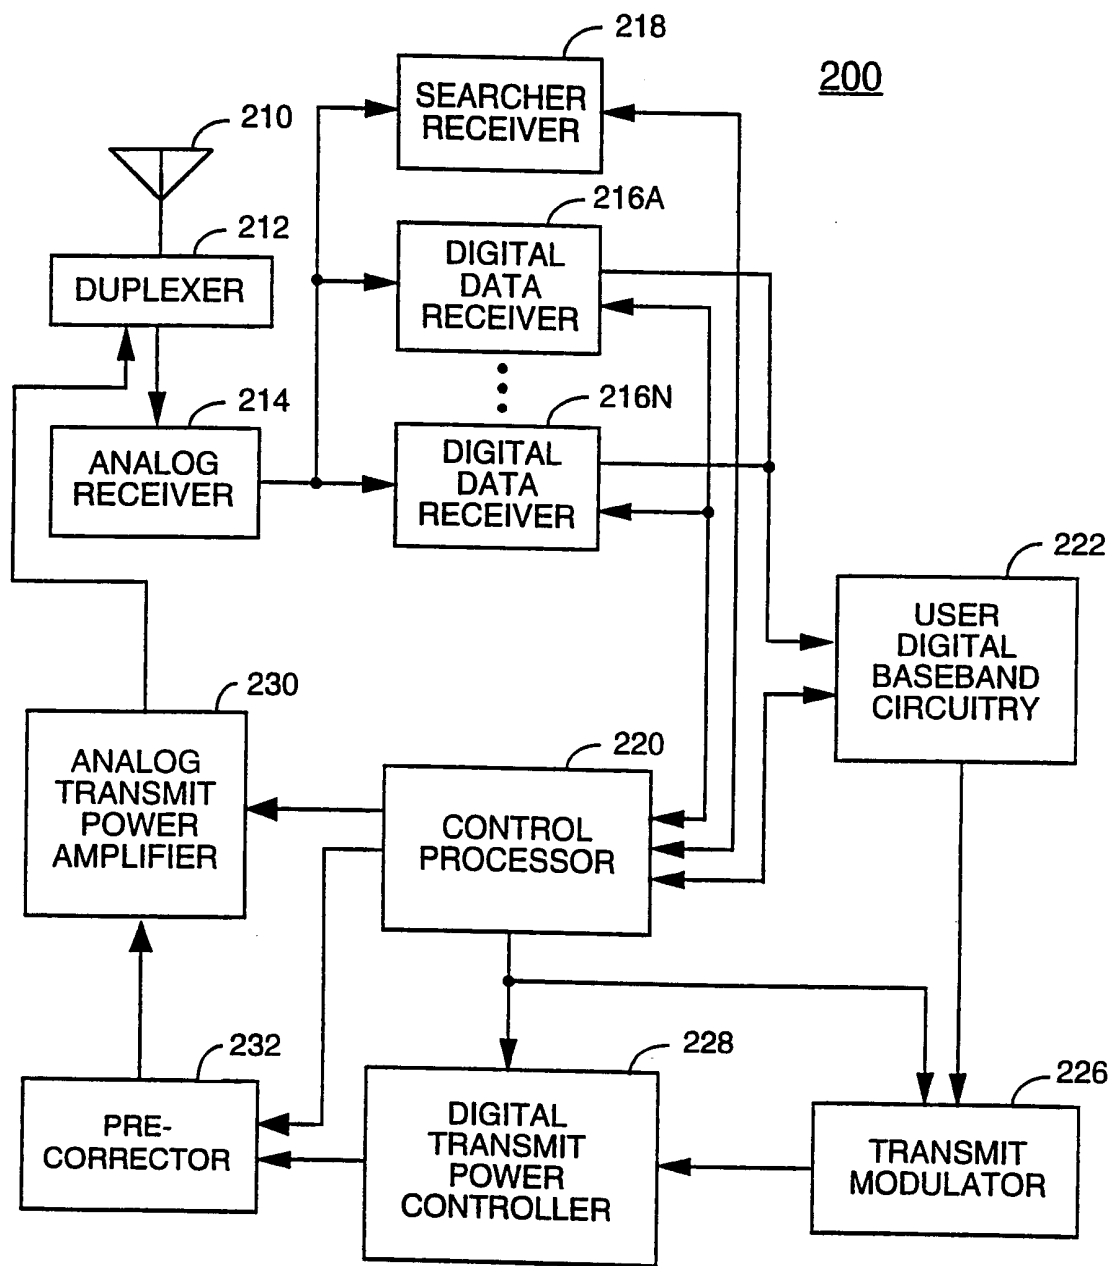 218
200
SEARCHER
RECEIVER
210
216A
212
DIGITAL
DATA
RECEIVER
DUPLEXER
214
216N
ANALOG
RECEIVER
DIGITAL
DATA
RECEIVER
222
USER
DIGITAL
BASEBAND
CIRCUITRY
230
220
ANALOG
TRANSMIT
POWER
AMPLIFIER
CONTROL
PROCESSOR
232
228
226
PRE-
CORRECTOR
DIGITAL
TRANSMIT
POWER
CONTROLLER
TRANSMIT
MODULATOR